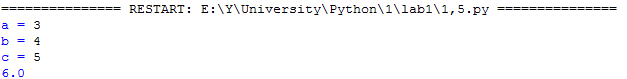 =============== RESTART: E:\Y\University\Python\1\lab1\1,5.py ===============
a = 3
b = 4
c = 5
6.0